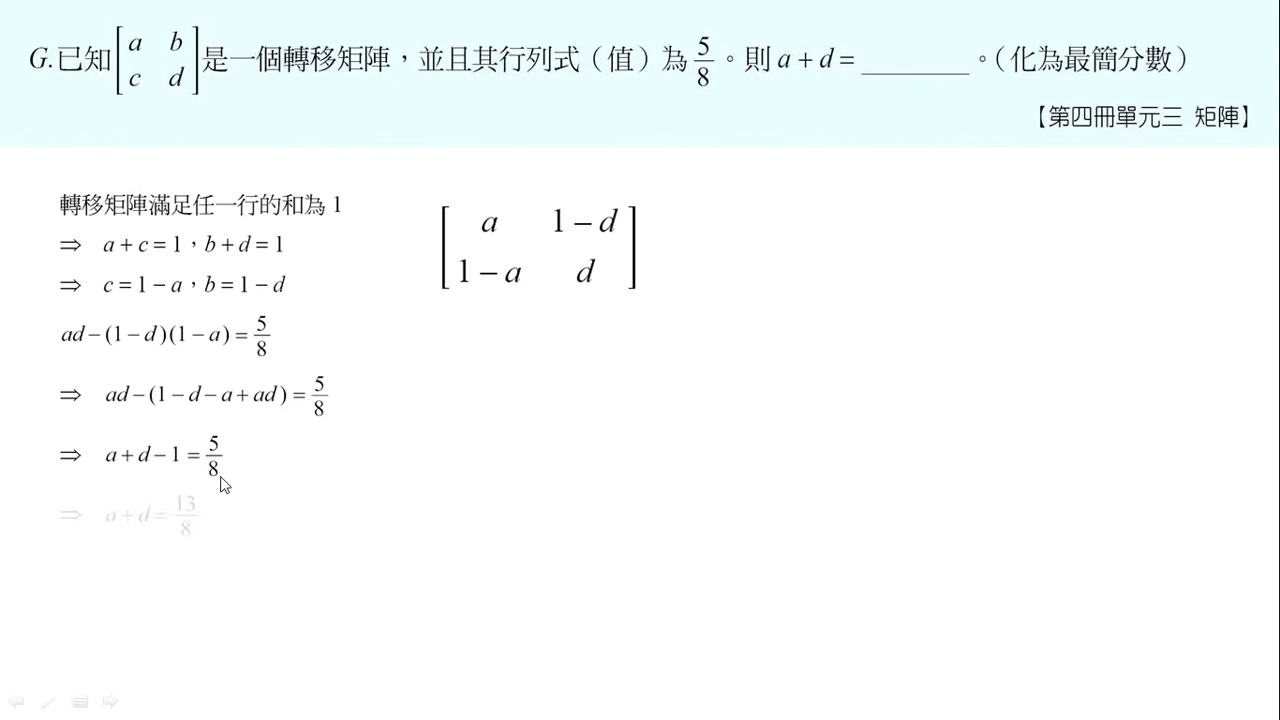 G.已知[a b c d]是一個轉移矩陣，並且其行列式（值）為5/8。則 a + d = ________。（化為最簡分數）
【第四冊單元三 矩陣】
轉移矩陣滿足任一行的和為 1
⇒ a + c = 1，b + d = 1
⇒ c = 1 − a，b = 1 − d
[a 1 − d
1 − a d]
ad − (1 − d)(1 − a) = 5/8
⇒ ad − (1 − d − a + ad) = 5/8
⇒ a + d − 1 = 5/8
⇒ a + d = 13/8